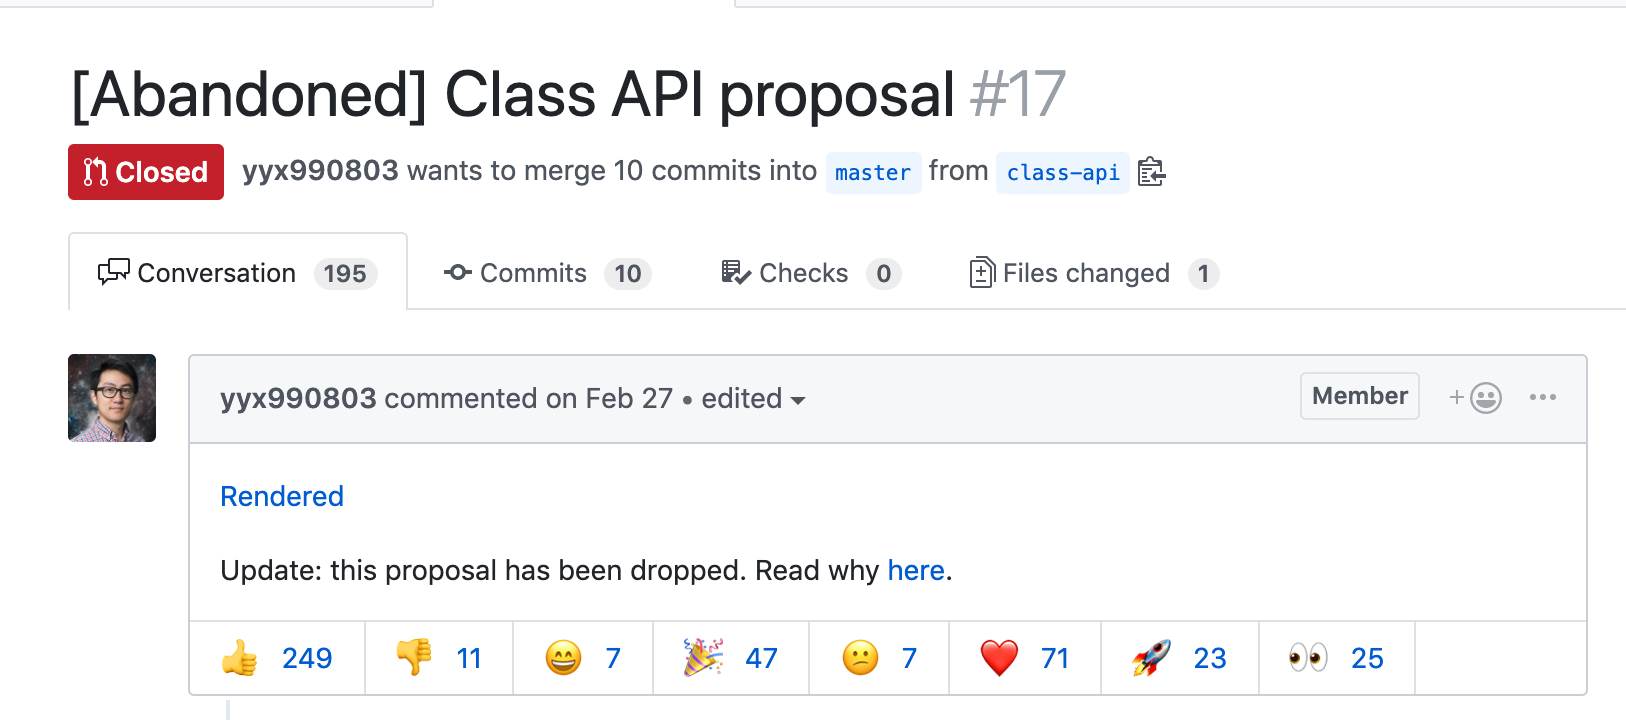 [Abandoned] Class API proposal #17
Closed yyx990803 wants to merge 10 commits into master from class-api
Conversation 195 Commits 10 Checks 0 Files changed 1
yyx990803 commented on Feb 27 • edited Member
Rendered
Update: this proposal has been dropped. Read why here.
249 11 7 47 7 71 23 25